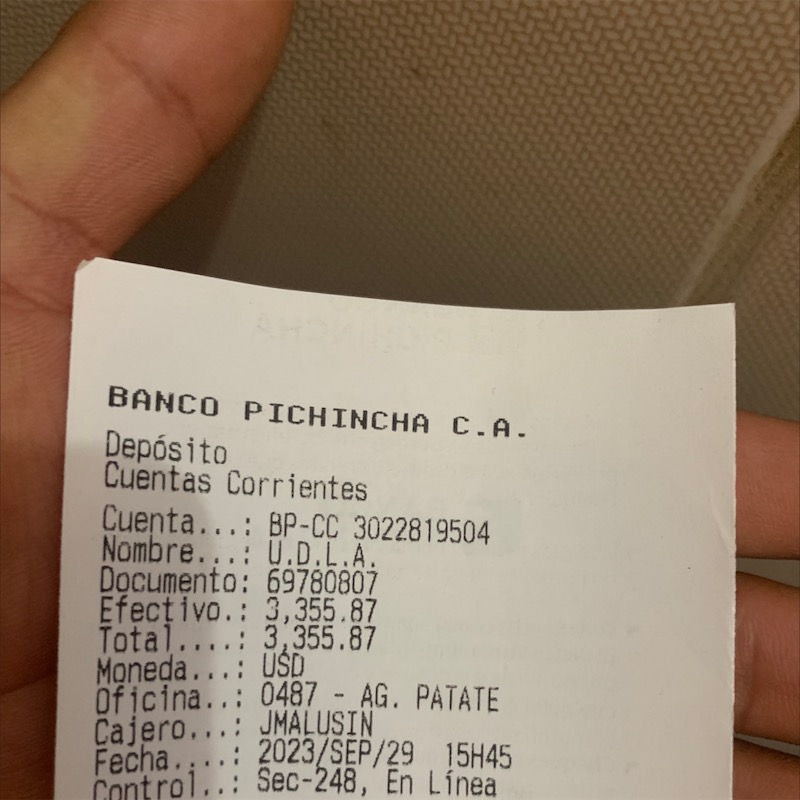 BANCO PICHINCHA C.A.
Depósito
Cuentas Corrientes
Cuenta...: BP-CC 3022819504
Nombre...: U.D.L.A.
Documento: 69780807
Efectivo.: 3,355.87
Total....: 3,355.87
Moneda...: USD
Oficina..: 0487 - AG. PATATE
Cajero...: JMALUSIN
Fecha....: 2023/SEP/29 15H45
Control..: Sec-248, En Línea